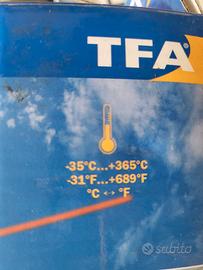 TFA®
-35°C...+365°C
-31°F...+689°F
°C ↔ °F
subito